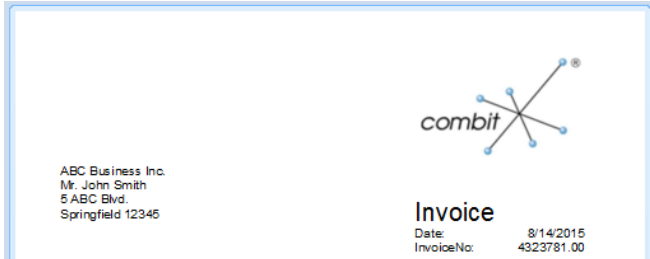 combit ®
ABC Business Inc.
Mr. John Smith
5 ABC Blvd.
Springfield 12345
Invoice
Date: 8/14/2015
InvoiceNo: 4323781.00